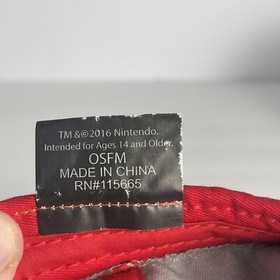 TM &©2016 Nintendo.
Intended for Ages 14 and Older.
OSFM
MADE IN CHINA
RN#115665